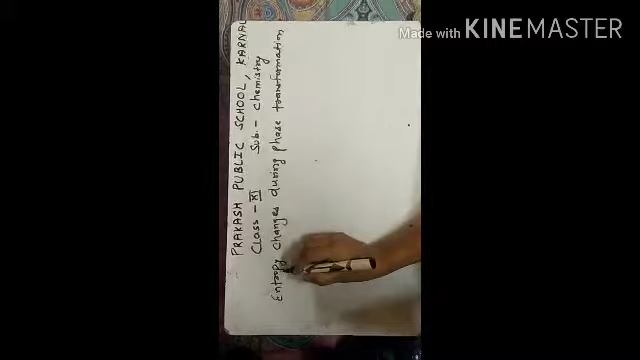 PRAKASH PUBLIC SCHOOL, KARNAL
Class - XI Sub. - Chemistry
Entropy changes during phase transformation
Made with KINEMASTER